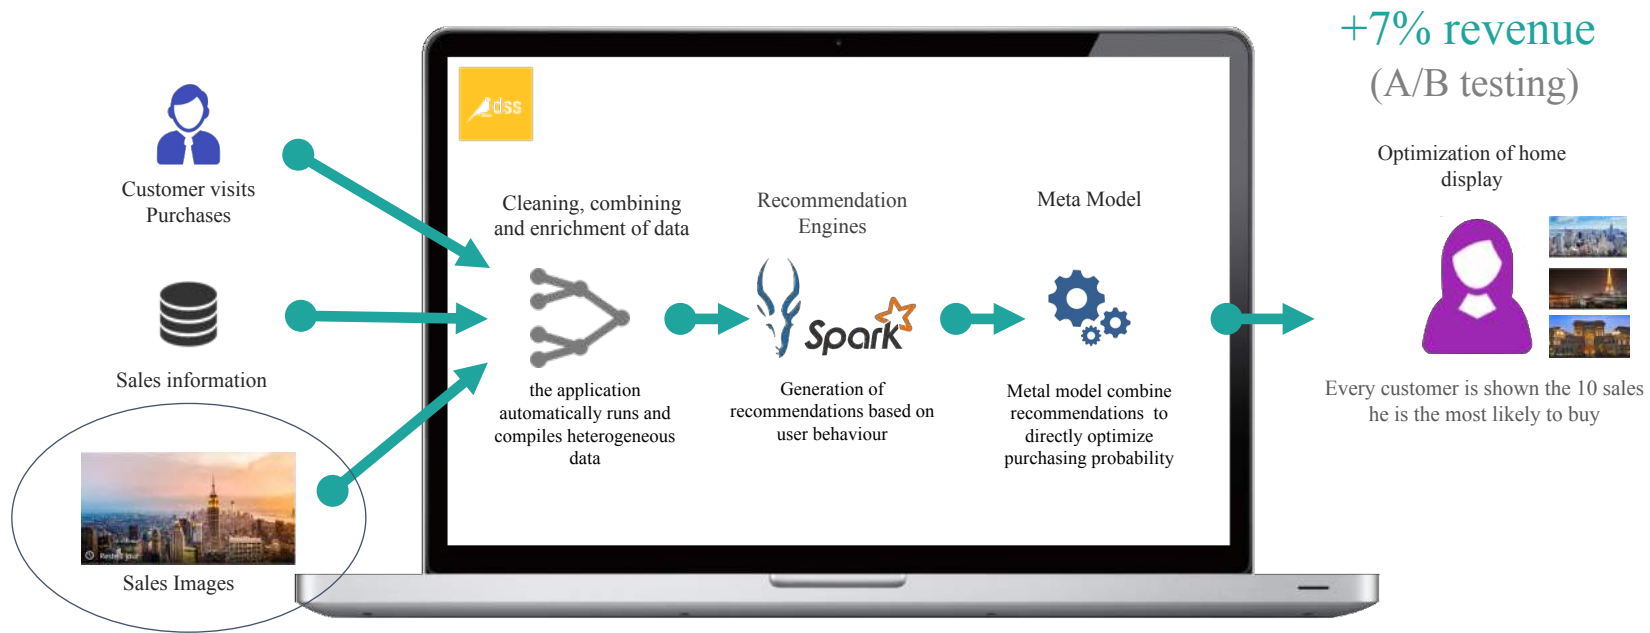 +7% revenue
(A/B testing)
dss
Customer visits
Purchases
Sales information
Sales Images
Cleaning, combining
and enrichment of data
the application
automatically runs and
compiles heterogeneous
data
Recommendation
Engines
Spark
Generation of
recommendations based on
user behaviour
Meta Model
Metal model combine
recommendations to
directly optimize
purchasing probability
Optimization of home
display
Every customer is shown the 10 sales
he is the most likely to buy